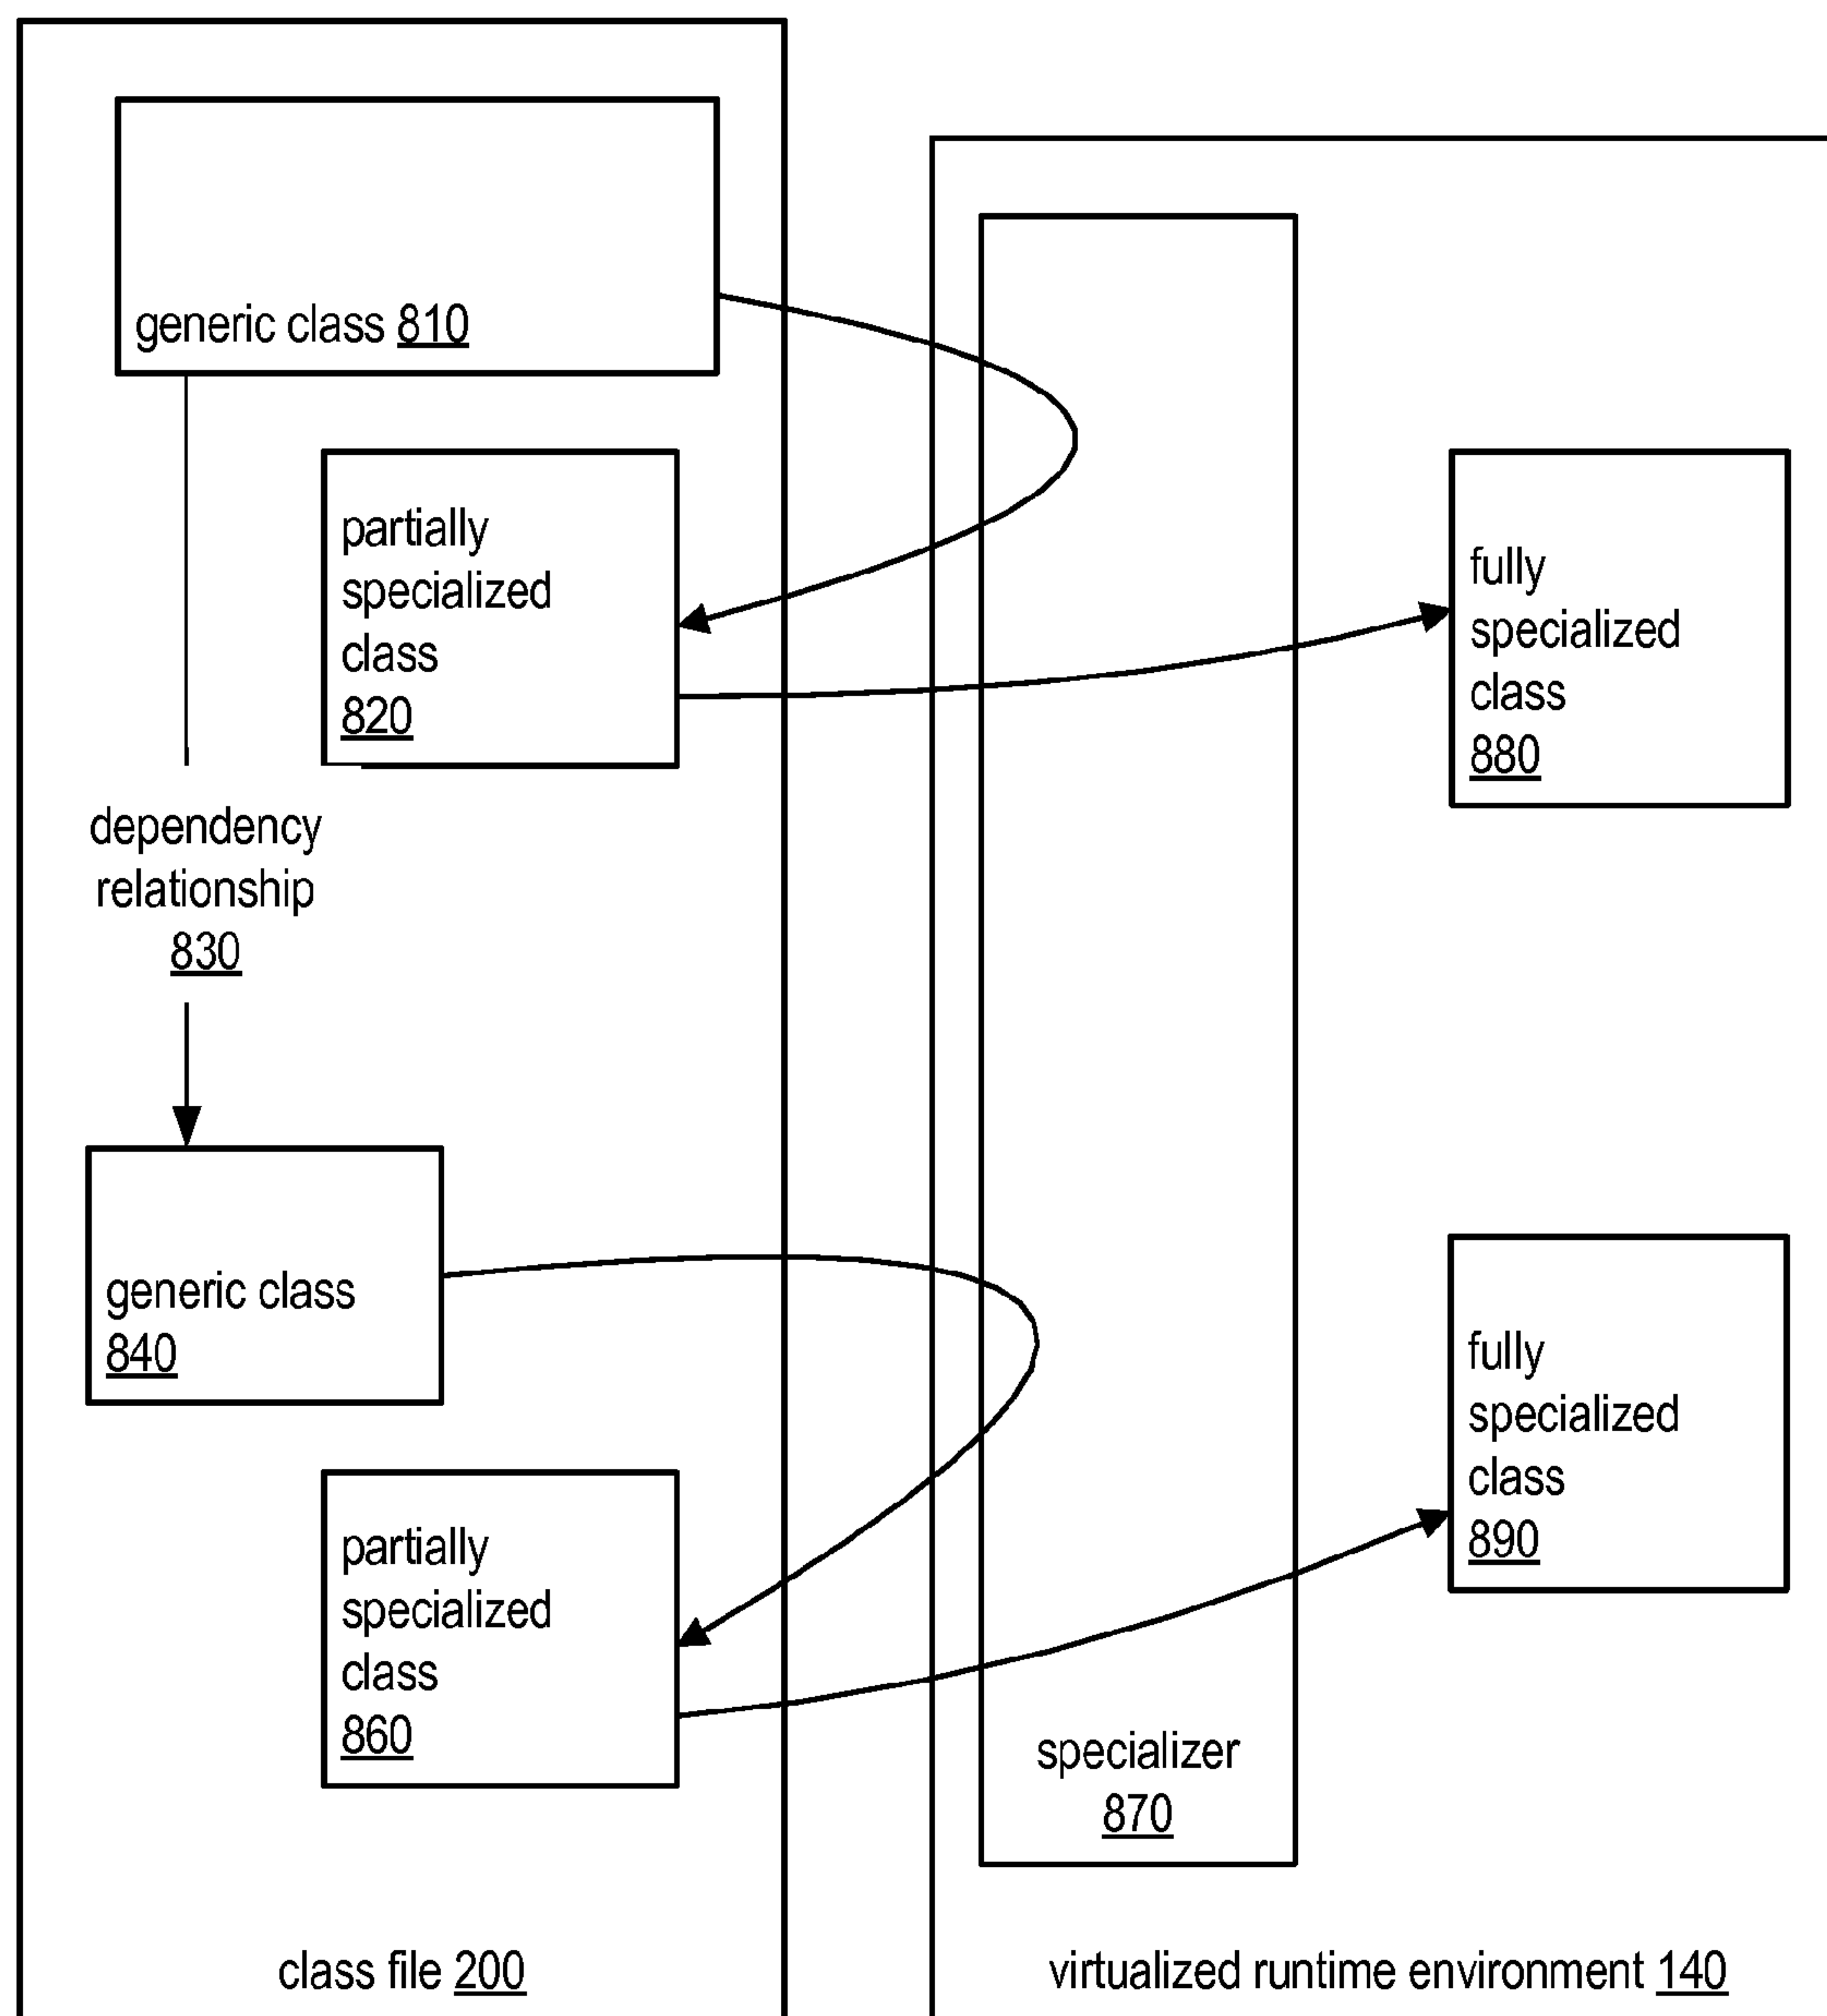 generic class 810
partially
specialized
class
820
fully
specialized
class
880
dependency
relationship
830
generic class
840
fully
specialized
class
890
partially
specialized
class
860
specializer
870
class file 200
virtualized runtime environment 140